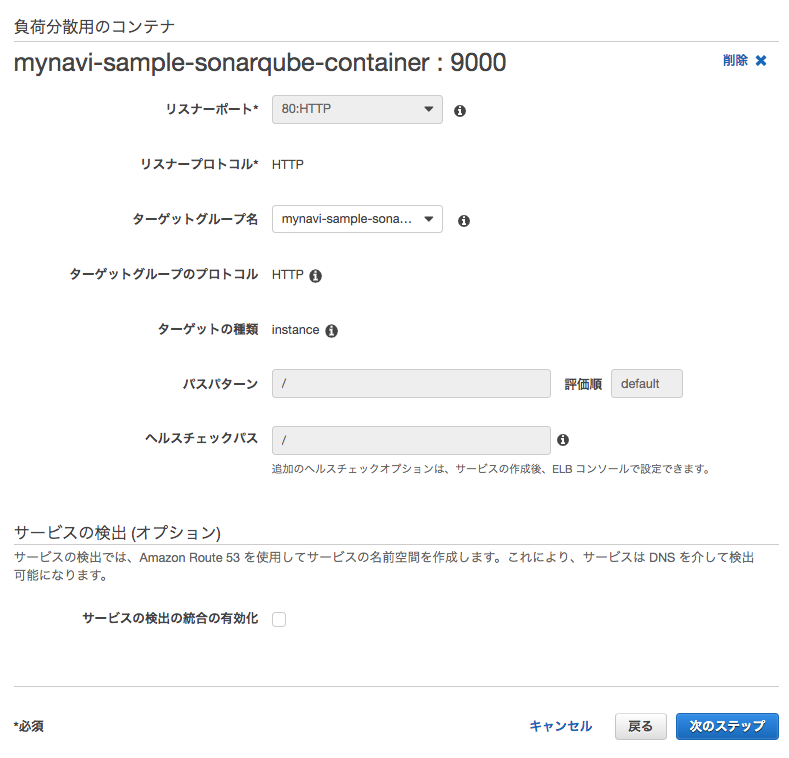 負荷分散用のコンテナ
mynavi-sample-sonarqube-container : 9000
削除 ✖
リスナーポート* 80:HTTP
リスナープロトコル* HTTP
ターゲットグループ名 mynavi-sample-sona...
ターゲットグループのプロトコル HTTP
ターゲットの種類 instance
パスパターン / 評価順 default
ヘルスチェックパス /
追加のヘルスチェックオプションは、サービスの作成後、ELB コンソールで設定できます。
サービスの検出 (オプション)
サービスの検出では、Amazon Route 53 を使用してサービスの名前空間を作成します。これにより、サービスは DNS を介して検出
可能になります。
サービスの検出の統合の有効化
*必須 キャンセル 戻る 次のステップ